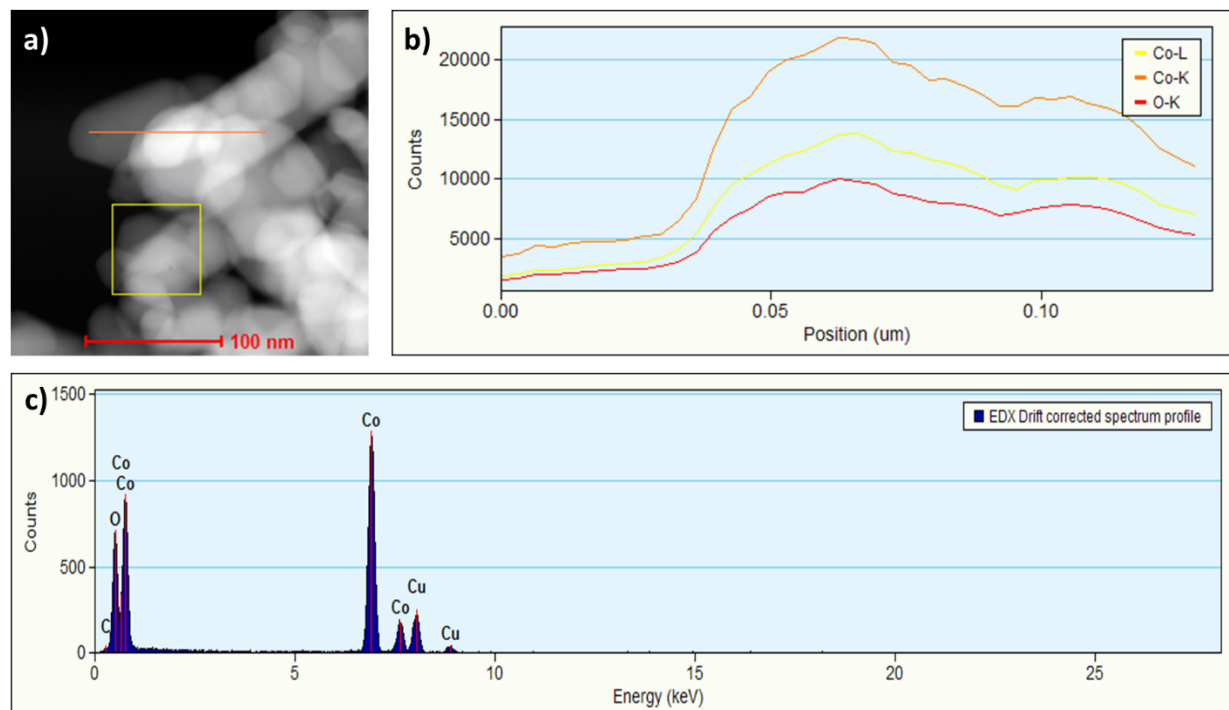 a)
100 nm
b)
Counts
20000
15000
10000
5000
0.00
0.05
0.10
Position (um)
Co-L
Co-K
O-K
c)
Counts
1500
1000
500
0
EDX Drift corrected spectrum profile
Co
Co
O
C
Co
Co
Cu
Cu
0
5
10
15
20
25
Energy (keV)